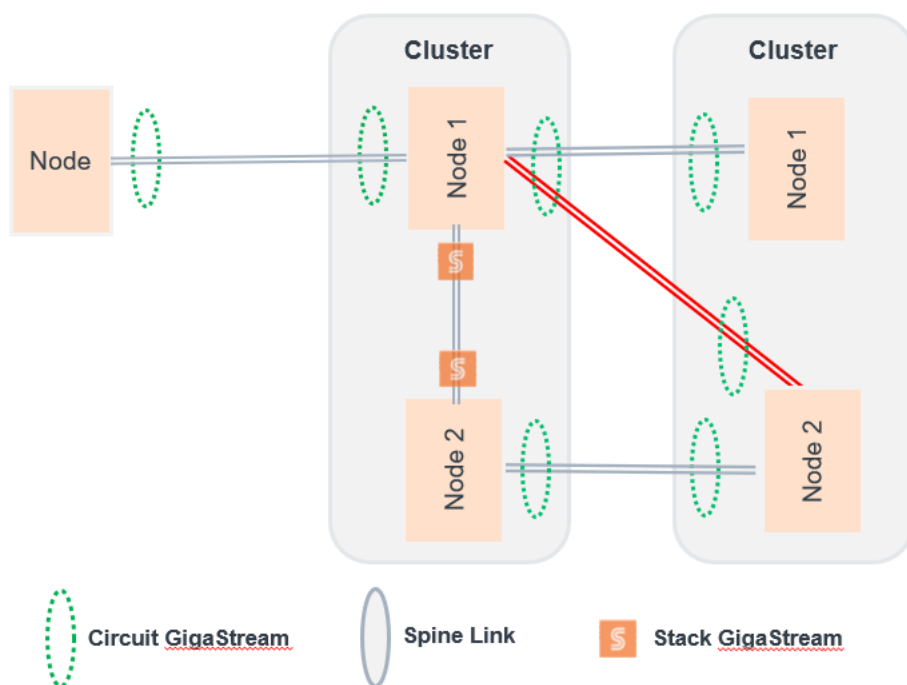 Cluster
Cluster
Node
Node 1
Node 1
S
S
Node 2
Node 2
Circuit GigaStream
Spine Link
S
Stack GigaStream